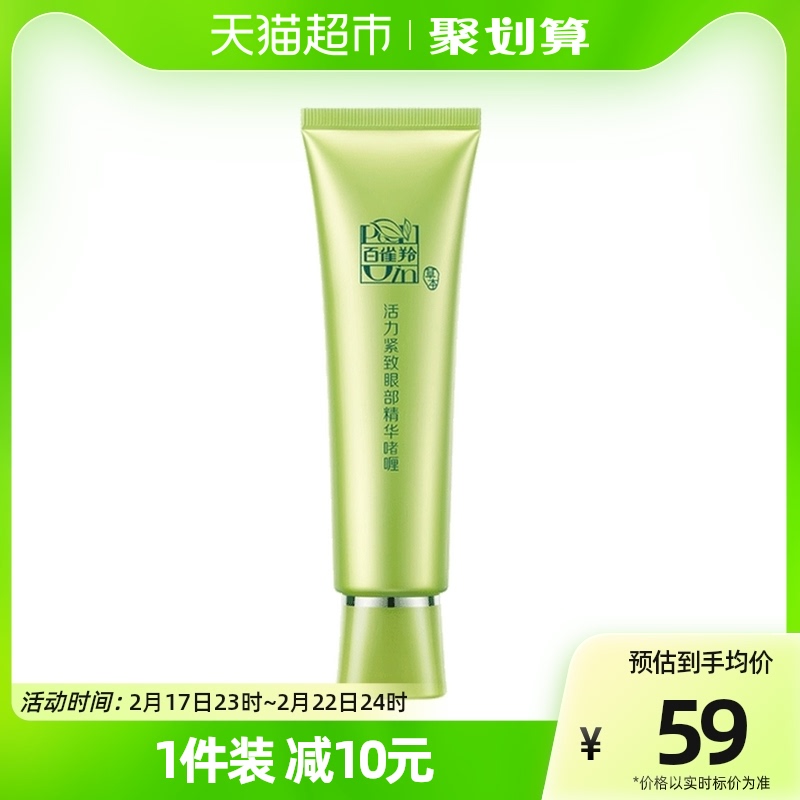 天猫超市 | 聚划算
百雀羚
草本
活力紧致眼部精华啫喱
活动时间：2月17日23时~2月22日24时
1件装 减10元
预估到手均价
¥ 59
*价格以实时标价为准